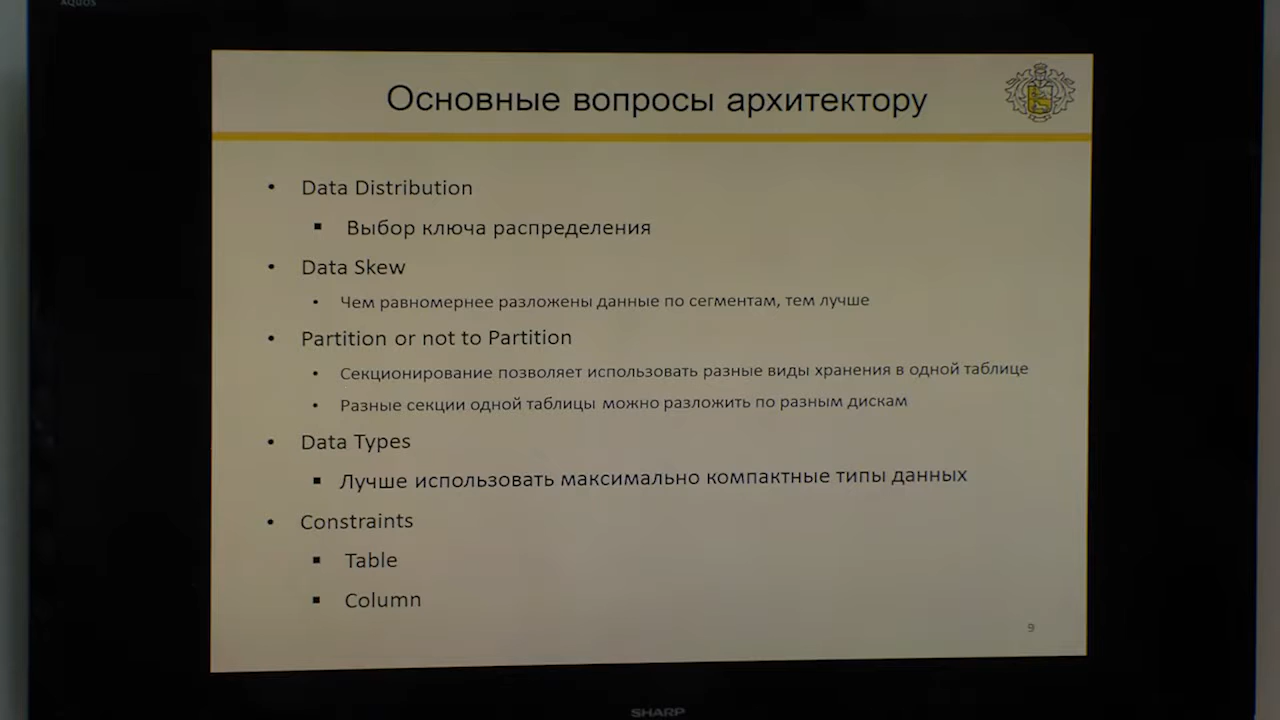 AQUOS
Основные вопросы архитектору
• Data Distribution
▪ Выбор ключа распределения
• Data Skew
• Чем равномернее разложены данные по сегментам, тем лучше
• Partition or not to Partition
• Секционирование позволяет использовать разные виды хранения в одной таблице
• Разные секции одной таблицы можно разложить по разным дискам
• Data Types
▪ Лучше использовать максимально компактные типы данных
• Constraints
▪ Table
▪ Column
9
SHARP